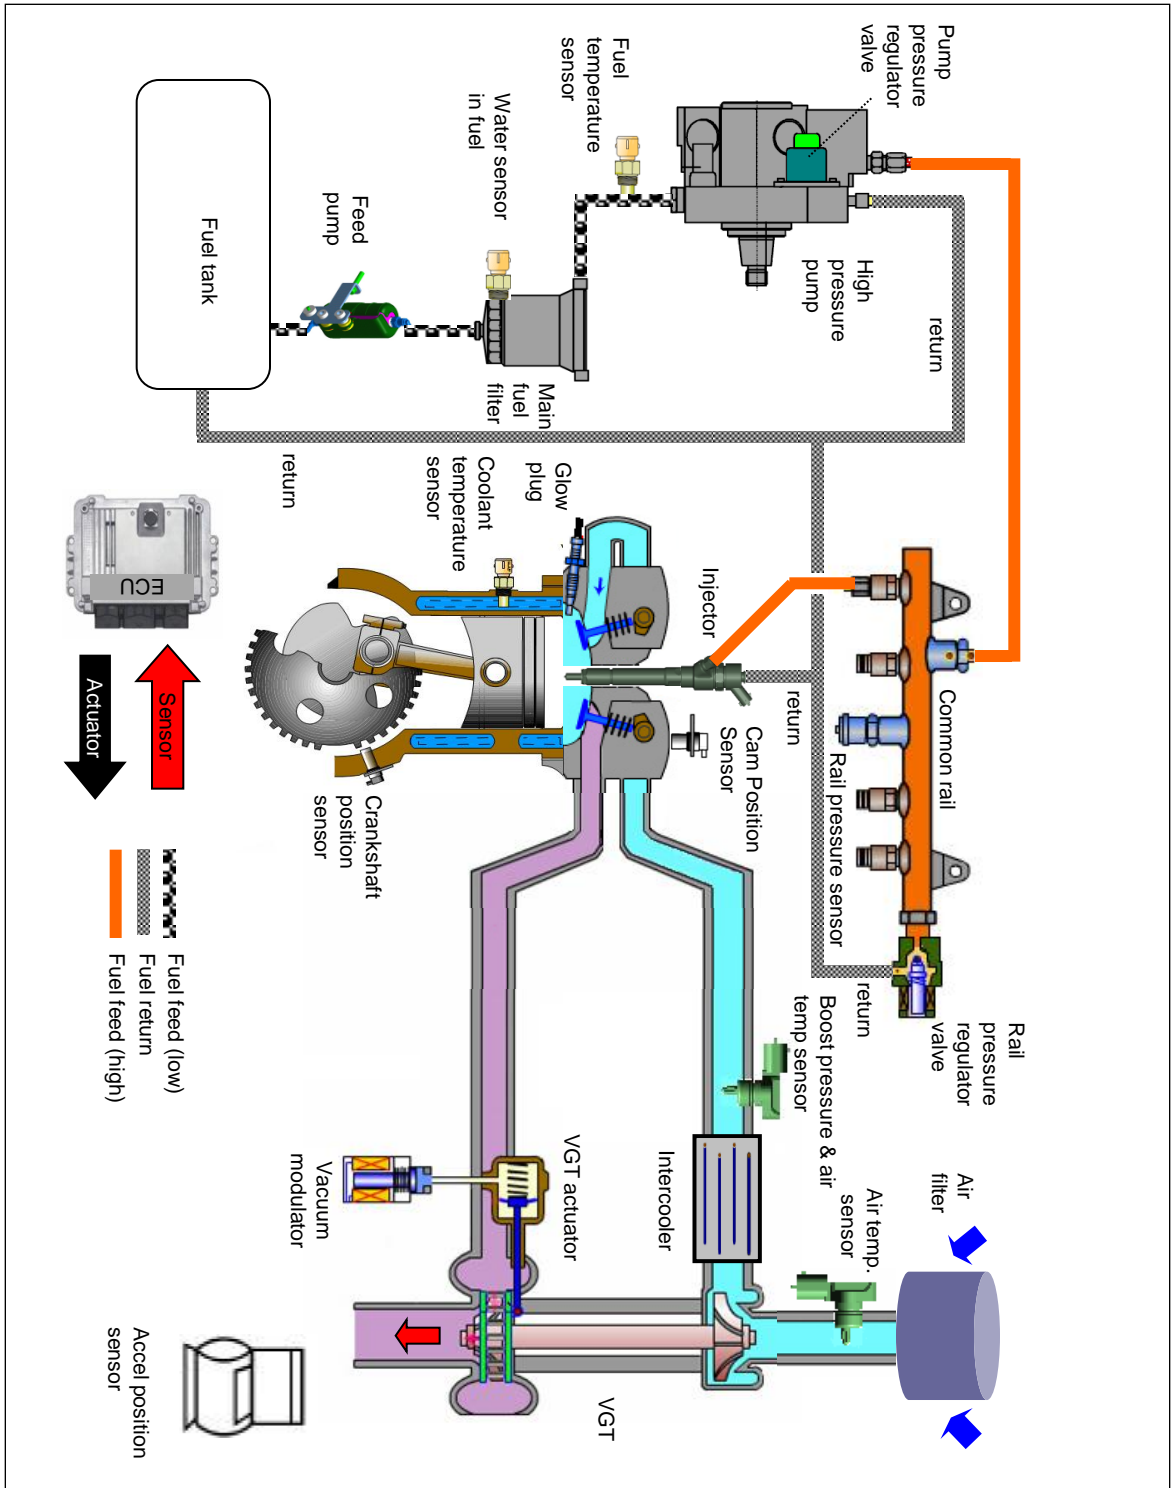 Pump
pressure
regulator
valve
Fuel
temperature
sensor
Water sensor
in fuel
Feed
pump
Fuel tank
High
pressure
pump
return
Main
fuel
filter
return
Glow
plug
Coolant
temperature
sensor
Injector
return
Cam Position
Sensor
Common rail
Rail pressure sensor
Crankshaft
position
sensor
ECU
Sensor
Actuator
Fuel feed (low)
Fuel return
Fuel feed (high)
return
Rail
pressure
regulator
valve
Boost pressure & air
temp sensor
Intercooler
VGT actuator
Vacuum
modulator
Air
filter
Air temp.
sensor
VGT
Accel position
sensor